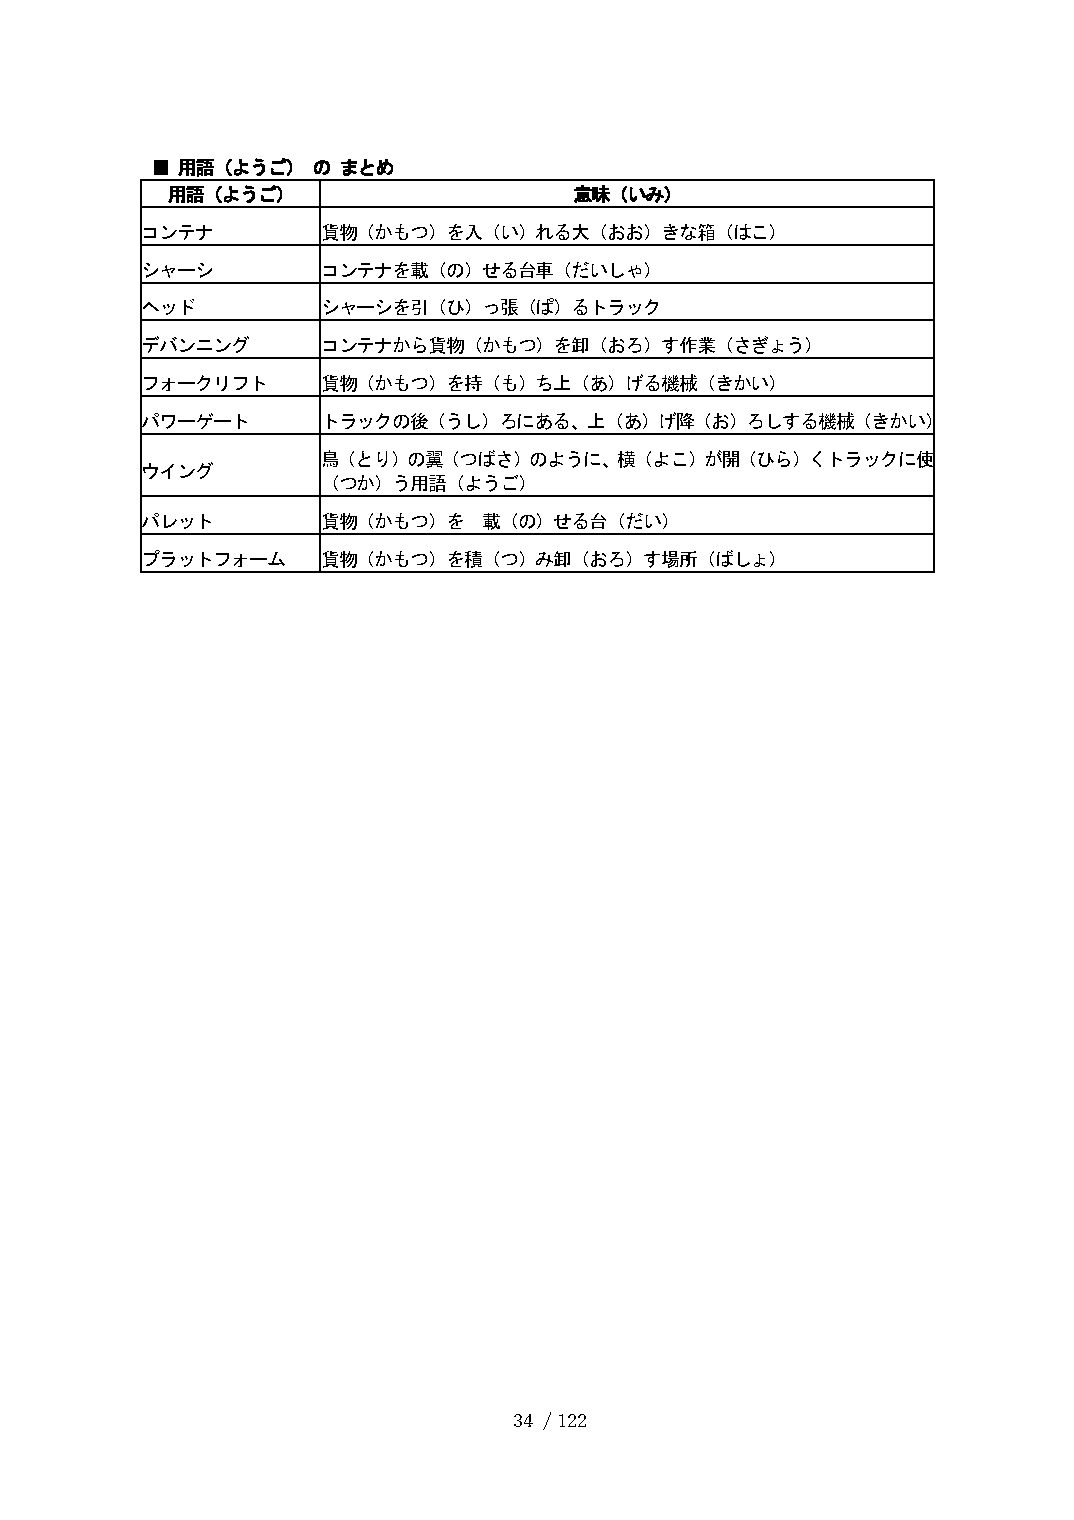 ■ 用語（ようご） の まとめ
用語（ようご） 意味（いみ）
コンテナ 貨物（かもつ）を入（い）れる大（おお）きな箱（はこ）
シャーシ コンテナを載（の）せる台車（だいしゃ）
ヘッド シャーシを引（ひ）っ張（ぱ）るトラック
デバンニング コンテナから貨物（かもつ）を卸（おろ）す作業（さぎょう）
フォークリフト 貨物（かもつ）を持（も）ち上（あ）げる機械（きかい）
パワーゲート トラックの後（うし）ろにある、上（あ）げ降（お）ろしする機械（きかい）
ウイング 鳥（とり）の翼（つばさ）のように、横（よこ）が開（ひら）くトラックに使
（つか）う用語（ようご）
パレット 貨物（かもつ）を　載（の）せる台（だい）
プラットフォーム 貨物（かもつ）を積（つ）み卸（おろ）す場所（ばしょ）
34 / 122